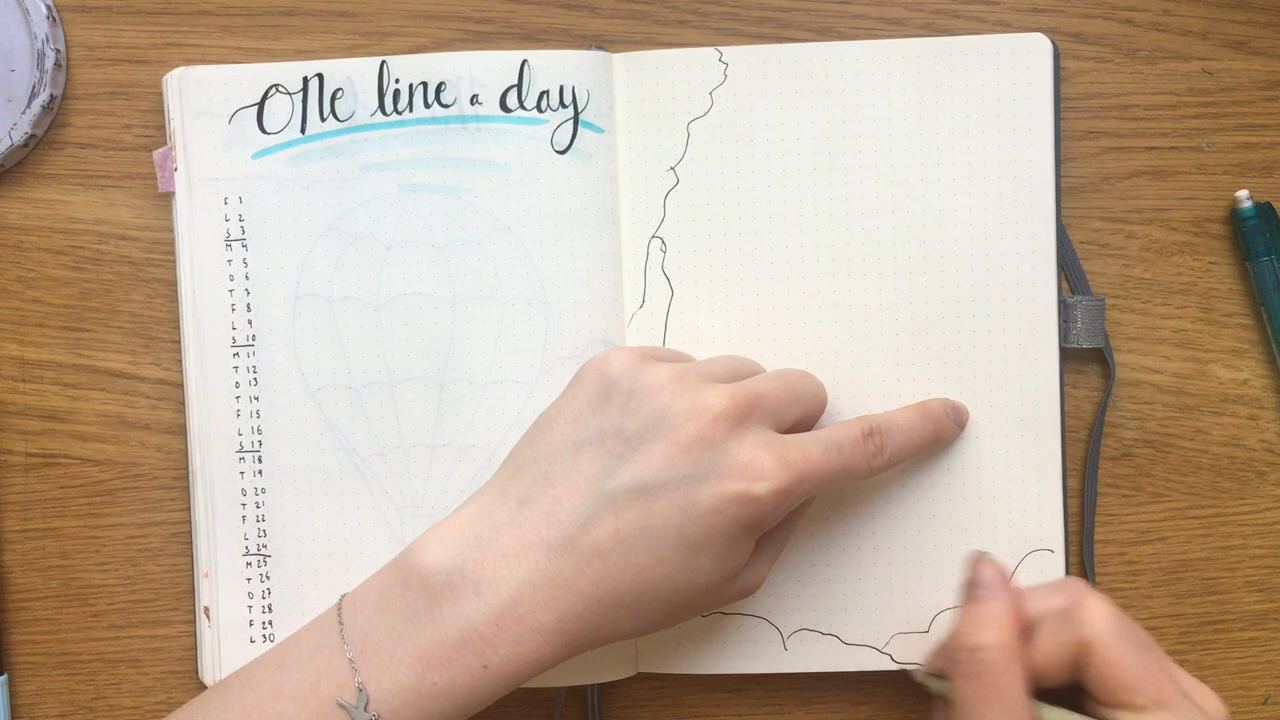 One line a day
F 1
L 2
S 3
M 4
T 5
O 6
T 7
F 8
L 9
S 10
M 11
T 12
O 13
T 14
F 15
L 16
S 17
M 18
T 19
O 20
T 21
F 22
L 23
S 24
M 25
T 26
O 27
T 28
F 29
L 30